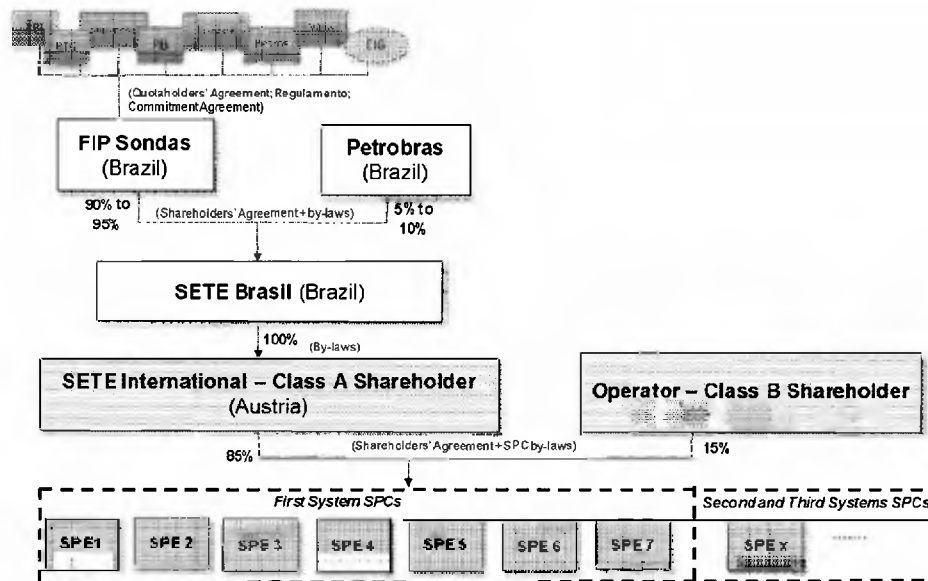 EIG
(Quotaholders' Agreement; Regulamento;
Commitment Agreement)
FIP Sondas
(Brazil)
Petrobras
(Brazil)
90% to
95%
(Shareholders' Agreement + by-laws)
5% to
10%
SETE Brasil (Brazil)
100%
(By-laws)
SETE International – Class A Shareholder
(Austria)
Operator – Class B Shareholder
85%
(Shareholders' Agreement + SPC by-laws)
15%
First System SPCs
Second and Third Systems SPCs
SPE1
SPE 2
SPE 3
SPE 4
SPE 5
SPE 6
SPE 7
SPE x